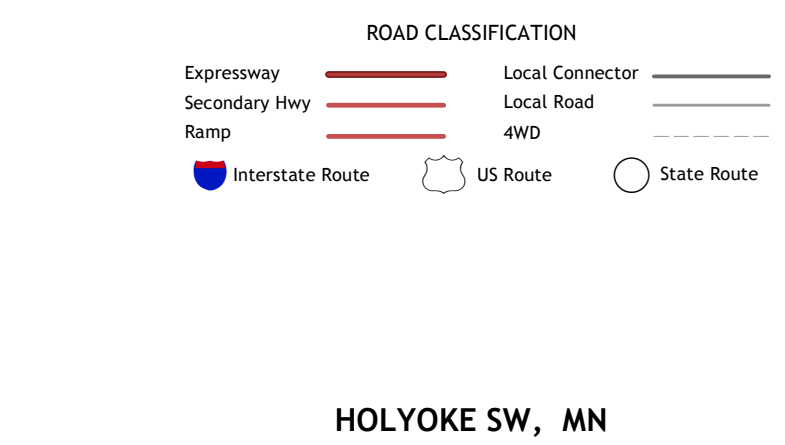 ROAD CLASSIFICATION
Expressway Local Connector
Secondary Hwy Local Road
Ramp 4WD
Interstate Route US Route State Route
HOLYOKE SW, MN